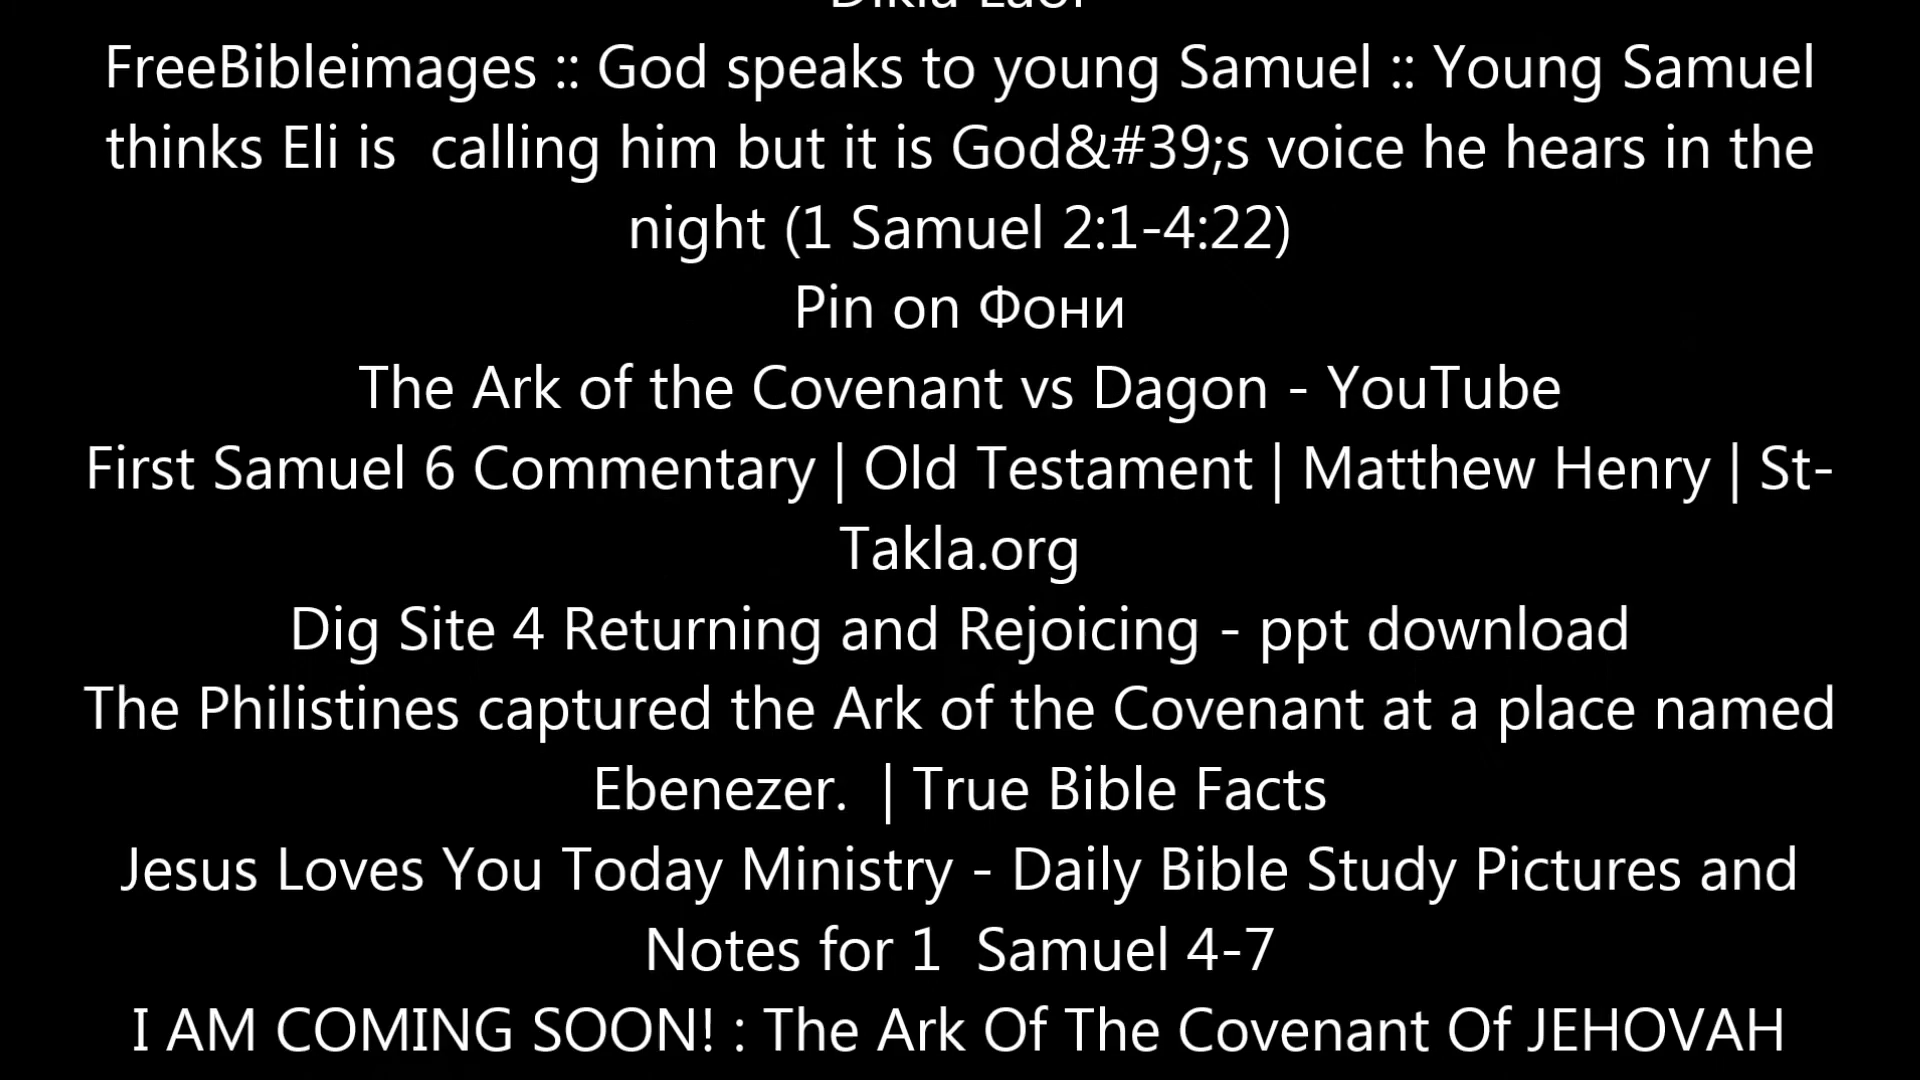 FreeBibleimages :: God speaks to young Samuel :: Young Samuel
thinks Eli is  calling him but it is God&#39;s voice he hears in the
night (1 Samuel 2:1-4:22)
Pin on Фони
The Ark of the Covenant vs Dagon - YouTube
First Samuel 6 Commentary | Old Testament | Matthew Henry | St-
Takla.org
Dig Site 4 Returning and Rejoicing - ppt download
The Philistines captured the Ark of the Covenant at a place named
Ebenezer.  | True Bible Facts
Jesus Loves You Today Ministry - Daily Bible Study Pictures and
Notes for 1  Samuel 4-7
I AM COMING SOON! : The Ark Of The Covenant Of JEHOVAH